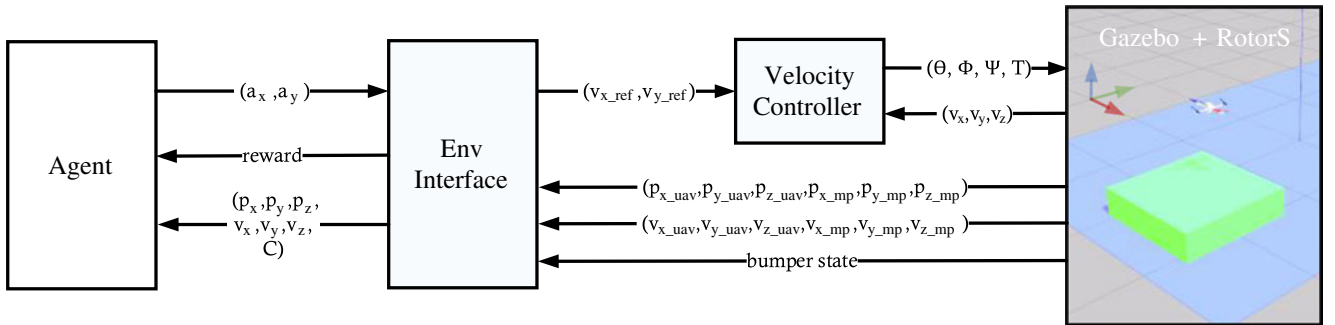 Agent
(a_x ,a_y )
reward
(p_x,p_y,p_z,
v_x ,v_y ,v_z,
C)
Env
Interface
(v_x_ref ,v_y_ref)
Velocity
Controller
(θ, Φ, Ψ, T)
(v_x,v_y,v_z)
(p_x_uav,p_y_uav,p_z_uav,p_x_mp,p_y_mp,p_z_mp)
(v_x_uav,v_y_uav,v_z_uav,v_x_mp,v_y_mp,v_z_mp )
bumper state
Gazebo + RotorS